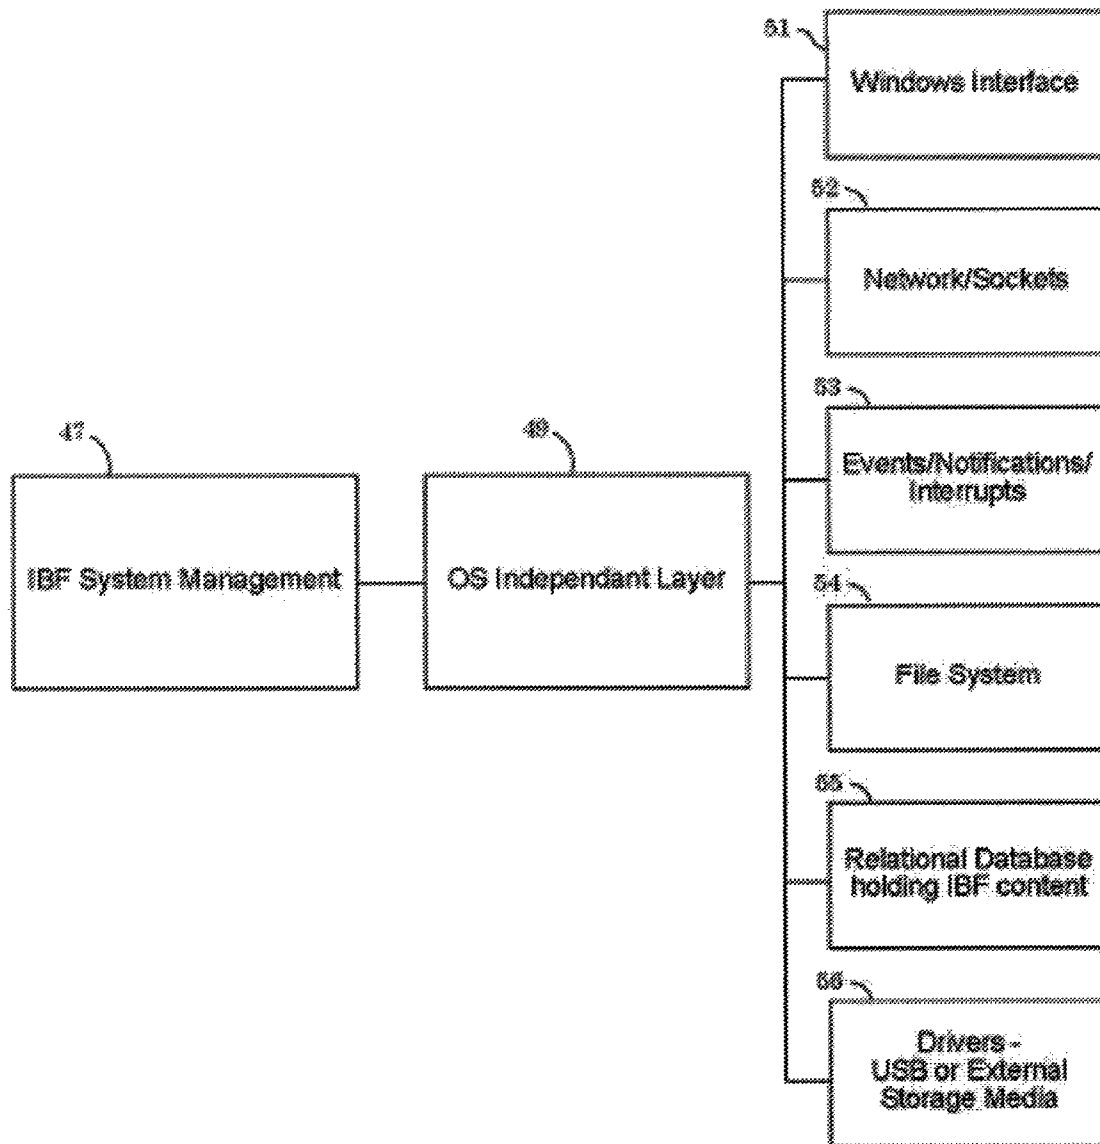 51
Windows Interface
52
Network/Sockets
53
Events/Notifications/
Interrupts
47
IBF System Management
49
OS Independant Layer
54
File System
55
Relational Database
holding IBF content
56
Drivers -
USB or External
Storage Media